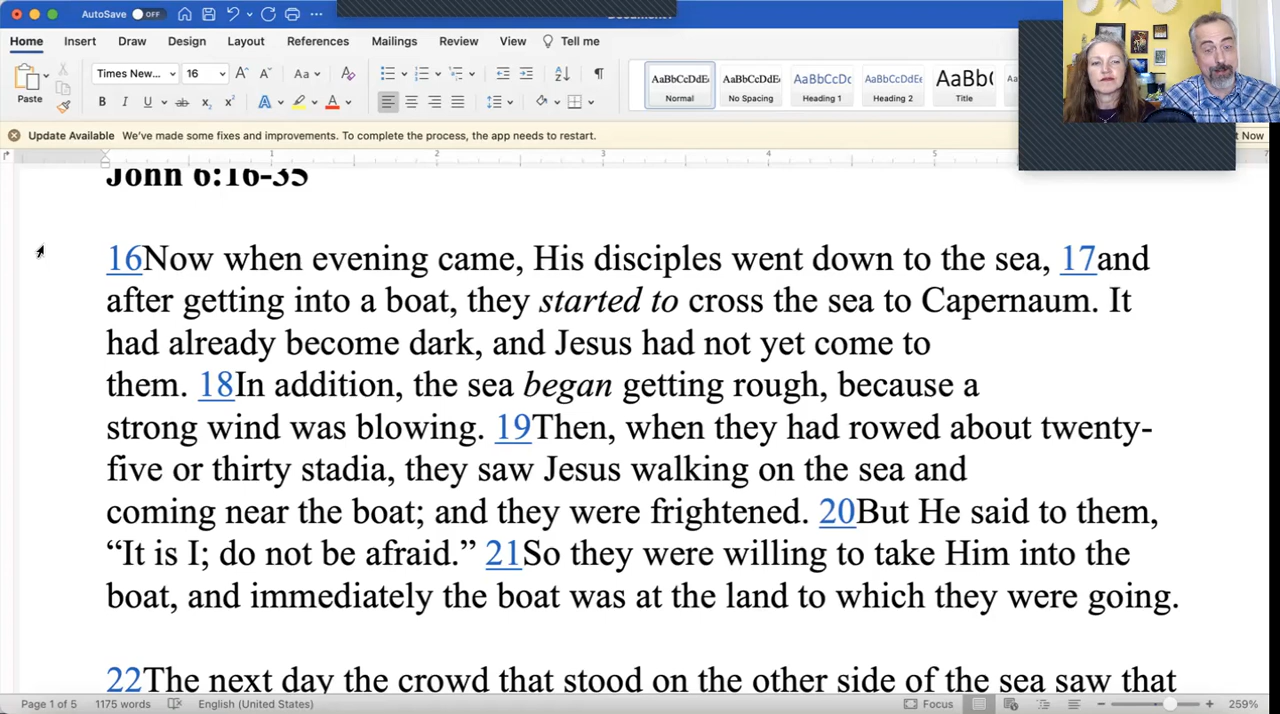 AutoSave OFF
Home Insert Draw Design Layout References Mailings Review View Tell me
Paste Times New... 16 Aa
B I U ab x₂ x² A A
AaBbCcDdEe AaBbCcDdEe AaBbCcDc AaBbCcDdEe AaBb(
Normal No Spacing Heading 1 Heading 2 Title
Update Available We've made some fixes and improvements. To complete the process, the app needs to restart.
1 2 3 4 5
John 6:16-35
16Now when evening came, His disciples went down to the sea, 17and
after getting into a boat, they started to cross the sea to Capernaum. It
had already become dark, and Jesus had not yet come to
them. 18In addition, the sea began getting rough, because a
strong wind was blowing. 19Then, when they had rowed about twenty-
five or thirty stadia, they saw Jesus walking on the sea and
coming near the boat; and they were frightened. 20But He said to them,
“It is I; do not be afraid.” 21So they were willing to take Him into the
boat, and immediately the boat was at the land to which they were going.
22The next day the crowd that stood on the other side of the sea saw that
Page 1 of 5 1175 words English (United States) Focus 259%